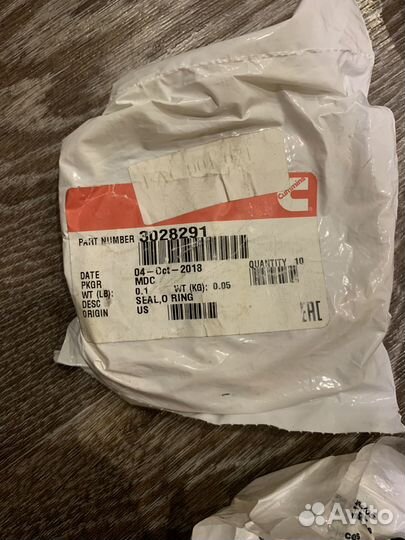 Cummins
PART NUMBER 3028291
DATE 04-Oct-2018 QUANTITY 10
PKGR MDC
WT (LB): 0.1 WT (KG): 0.05
DESC SEAL,O RING
ORIGIN US
EAC
Avito